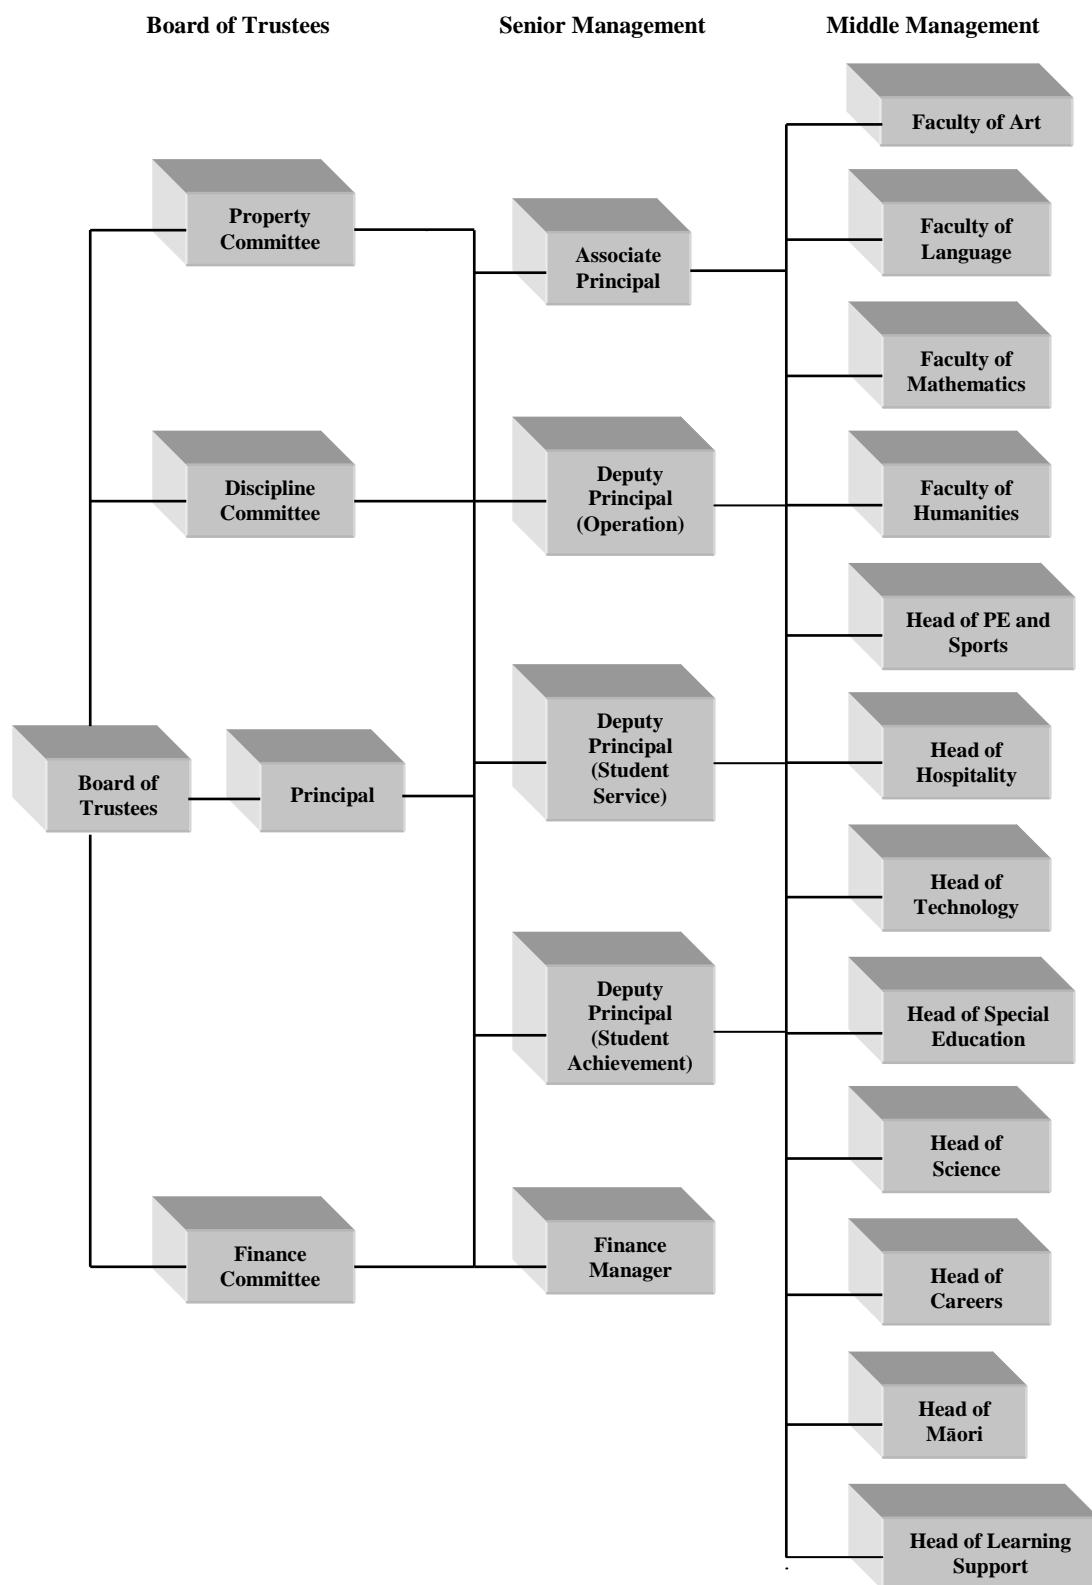 Board of Trustees
Senior Management
Middle Management
Property
Committee
Discipline
Committee
Board of
Trustees
Principal
Finance
Committee
Associate
Principal
Deputy
Principal
(Operation)
Deputy
Principal
(Student
Service)
Deputy
Principal
(Student
Achievement)
Finance
Manager
Faculty of Art
Faculty of
Language
Faculty of
Mathematics
Faculty of
Humanities
Head of PE and
Sports
Head of
Hospitality
Head of
Technology
Head of Special
Education
Head of
Science
Head of
Careers
Head of
Māori
Head of Learning
Support